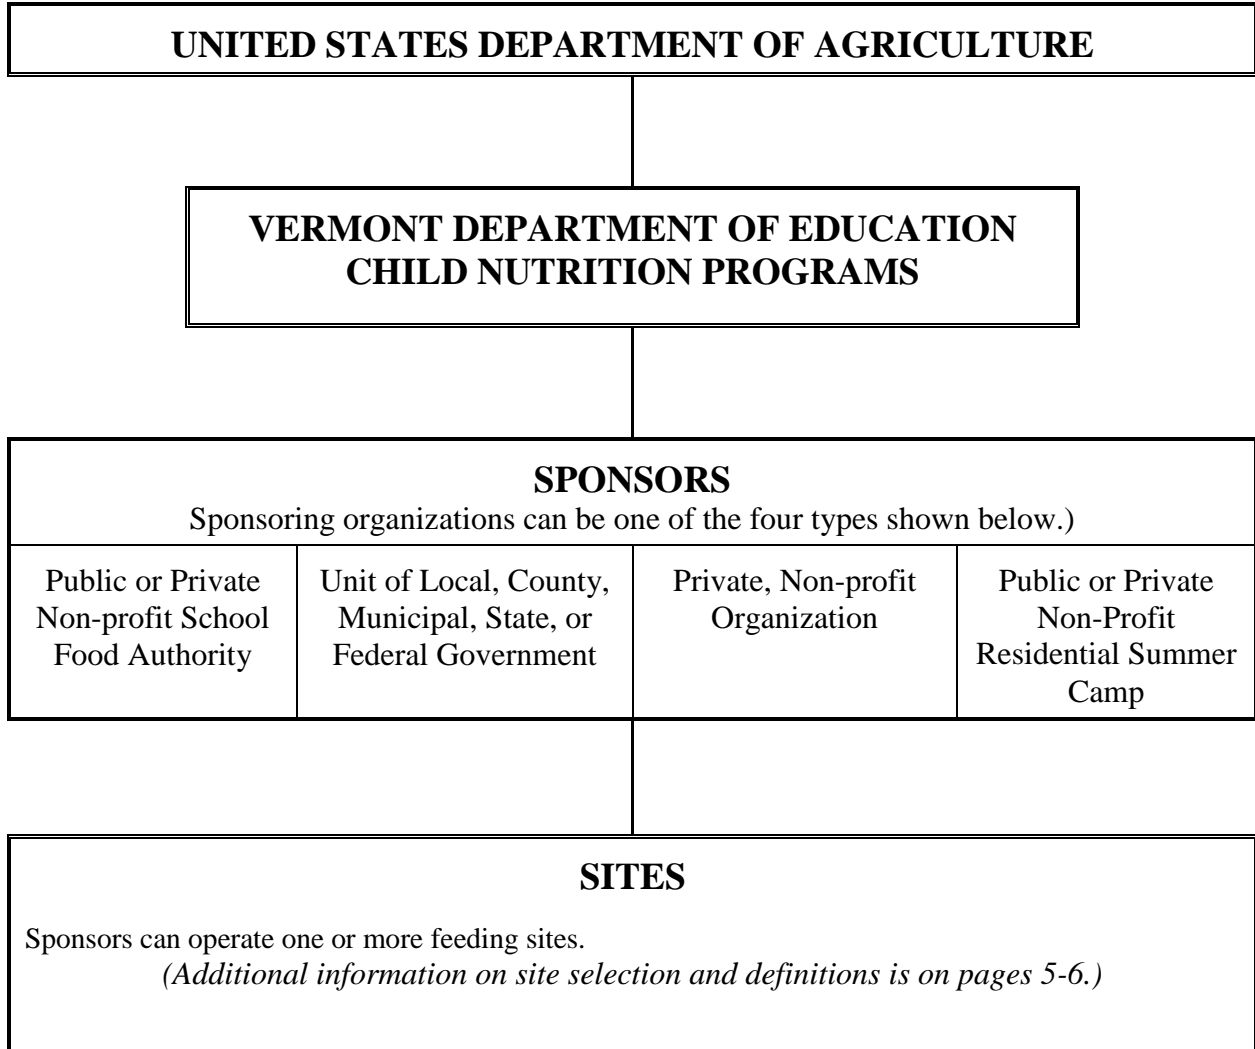 UNITED STATES DEPARTMENT OF AGRICULTURE
VERMONT DEPARTMENT OF EDUCATION
CHILD NUTRITION PROGRAMS
SPONSORS
Sponsoring organizations can be one of the four types shown below.)
Public or Private
Non-profit School
Food Authority
Unit of Local, County,
Municipal, State, or
Federal Government
Private, Non-profit
Organization
Public or Private
Non-Profit
Residential Summer
Camp
SITES
Sponsors can operate one or more feeding sites.
(Additional information on site selection and definitions is on pages 5-6.)